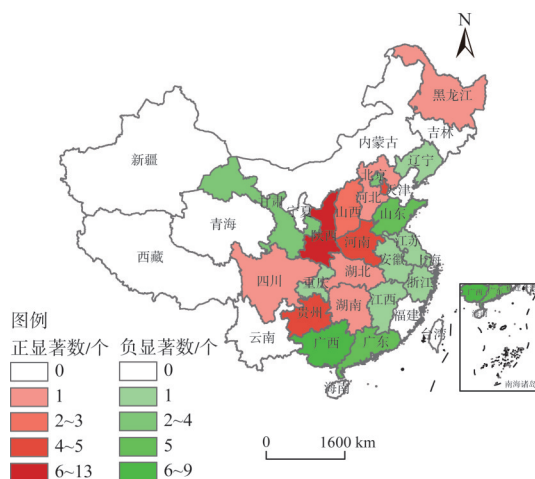 N
黑龙江
吉林
内蒙古
辽宁
新疆
北京
天津
河北
甘肃
宁夏
山西
山东
青海
陕西
河南
江苏
西藏
安徽
上海
四川
重庆
湖北
浙江
湖南
江西
贵州
福建
云南
广西
广东
台湾
海南
南海诸岛
图例
正显著数/个
负显著数/个
0
0
1
1
2~3
2~4
4~5
5
6~13
6~9
0 1600 km